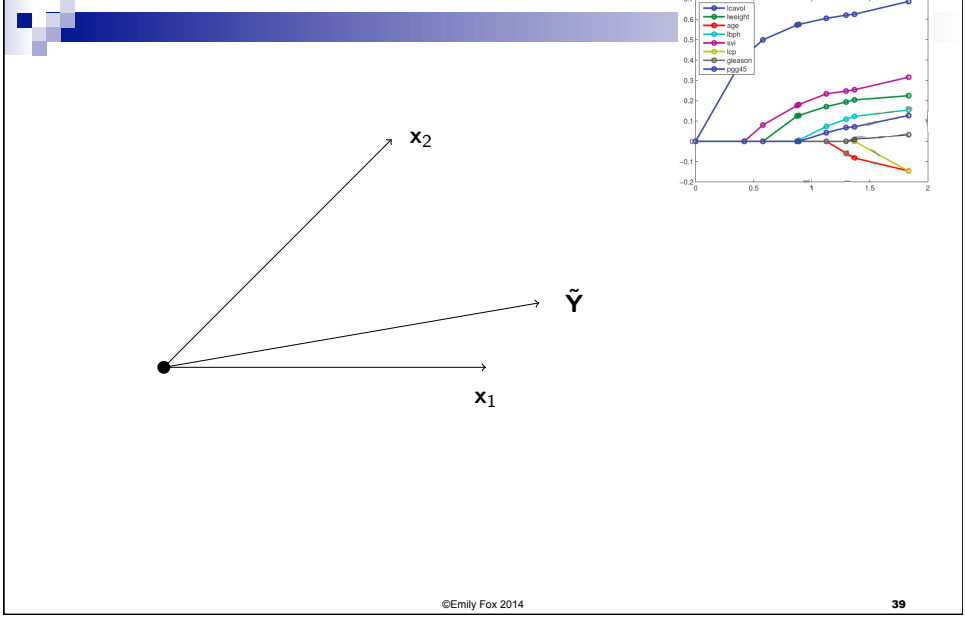 0.6
0.5
0.4
0.3
0.2
0.1
0
−0.1
−0.2
0 0.5 1 1.5 2
lcavol
lweight
age
lbph
svi
lcp
gleason
pgg45
x₂
Ỹ
x₁
©Emily Fox 2014
39